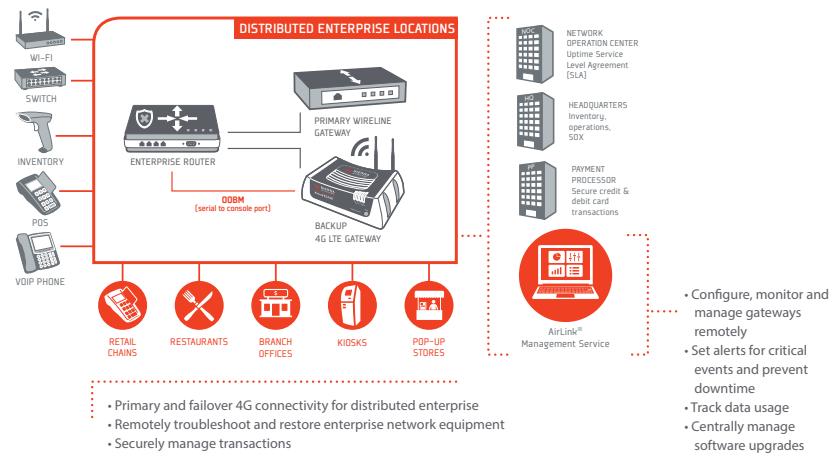 DISTRIBUTED ENTERPRISE LOCATIONS
WI-FI
SWITCH
INVENTORY
POS
VOIP PHONE
ENTERPRISE ROUTER
PRIMARY WIRELINE
GATEWAY
OOBM
(serial to console port)
BACKUP
4G LTE GATEWAY
RETAIL
CHAINS
RESTAURANTS
BRANCH
OFFICES
KIOSKS
POP-UP
STORES
NOC
NETWORK
OPERATION CENTER
Uptime Service
Level Agreement
(SLA)
HQ
HEADQUARTERS
Inventory,
operations,
SOX
PP
PAYMENT
PROCESSOR
Secure credit &
debit card
transactions
AirLink®
Management Service
• Configure, monitor and
manage gateways
remotely
• Set alerts for critical
events and prevent
downtime
• Track data usage
• Centrally manage
software upgrades
• Primary and failover 4G connectivity for distributed enterprise
• Remotely troubleshoot and restore enterprise network equipment
• Securely manage transactions